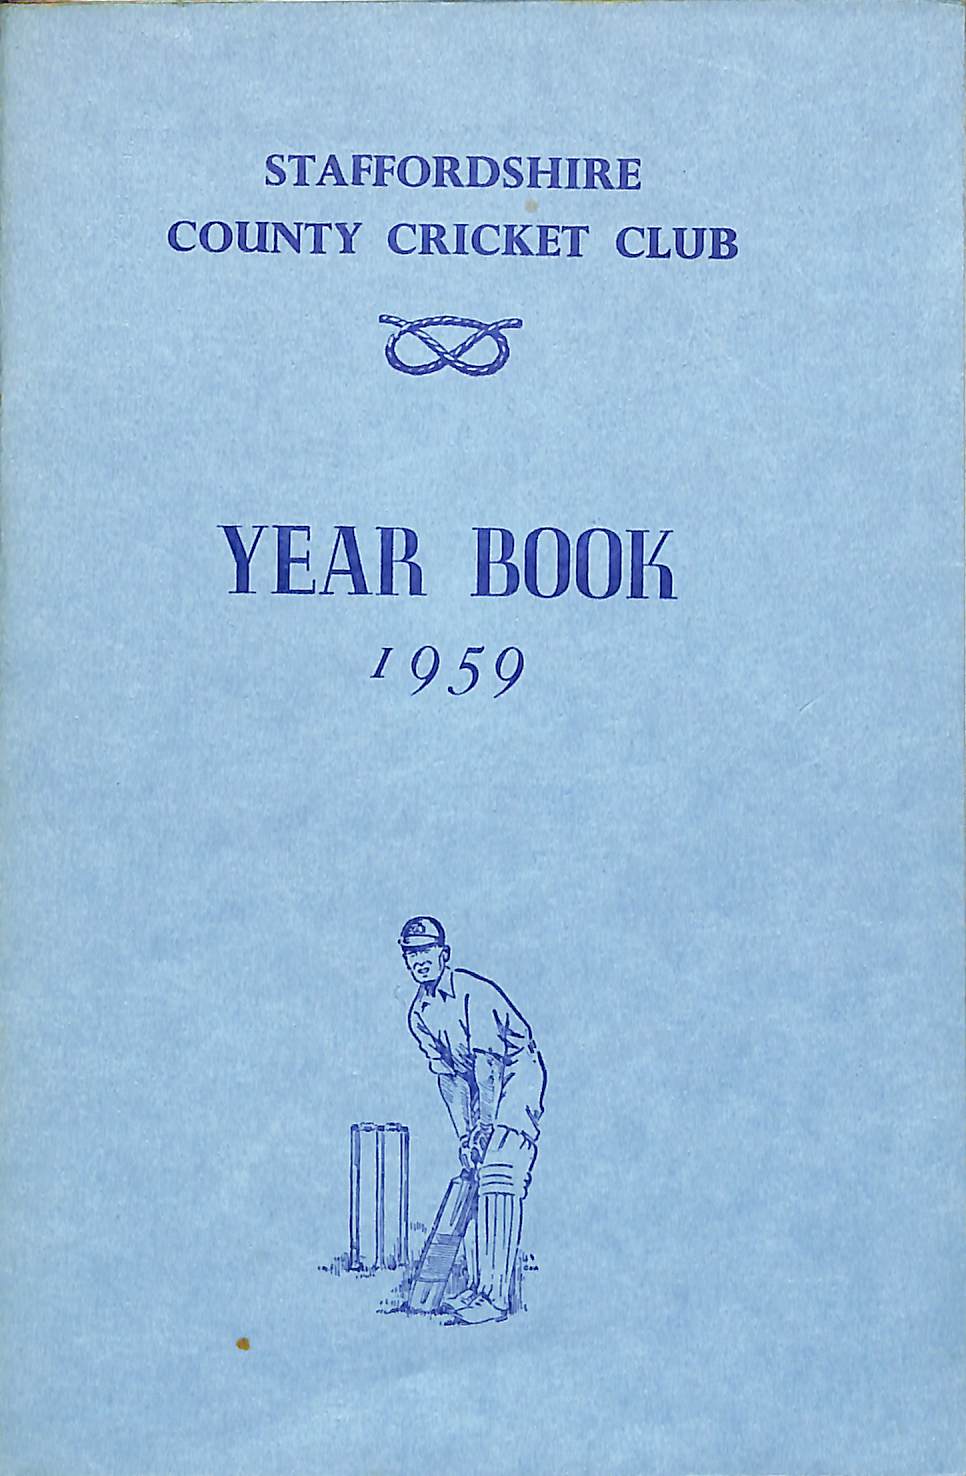 STAFFORDSHIRE
COUNTY CRICKET CLUB
YEAR BOOK
1959